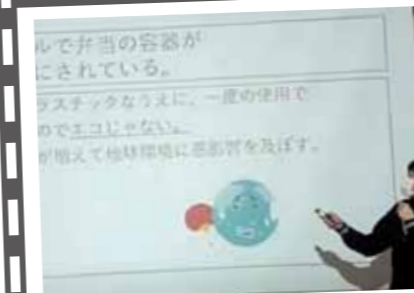 ルで弁当の容器が
にされている。
ラスチックなうえに、一度の使用で
のでエコじゃない。
が増えて地球環境に悪影響を及ぼす。